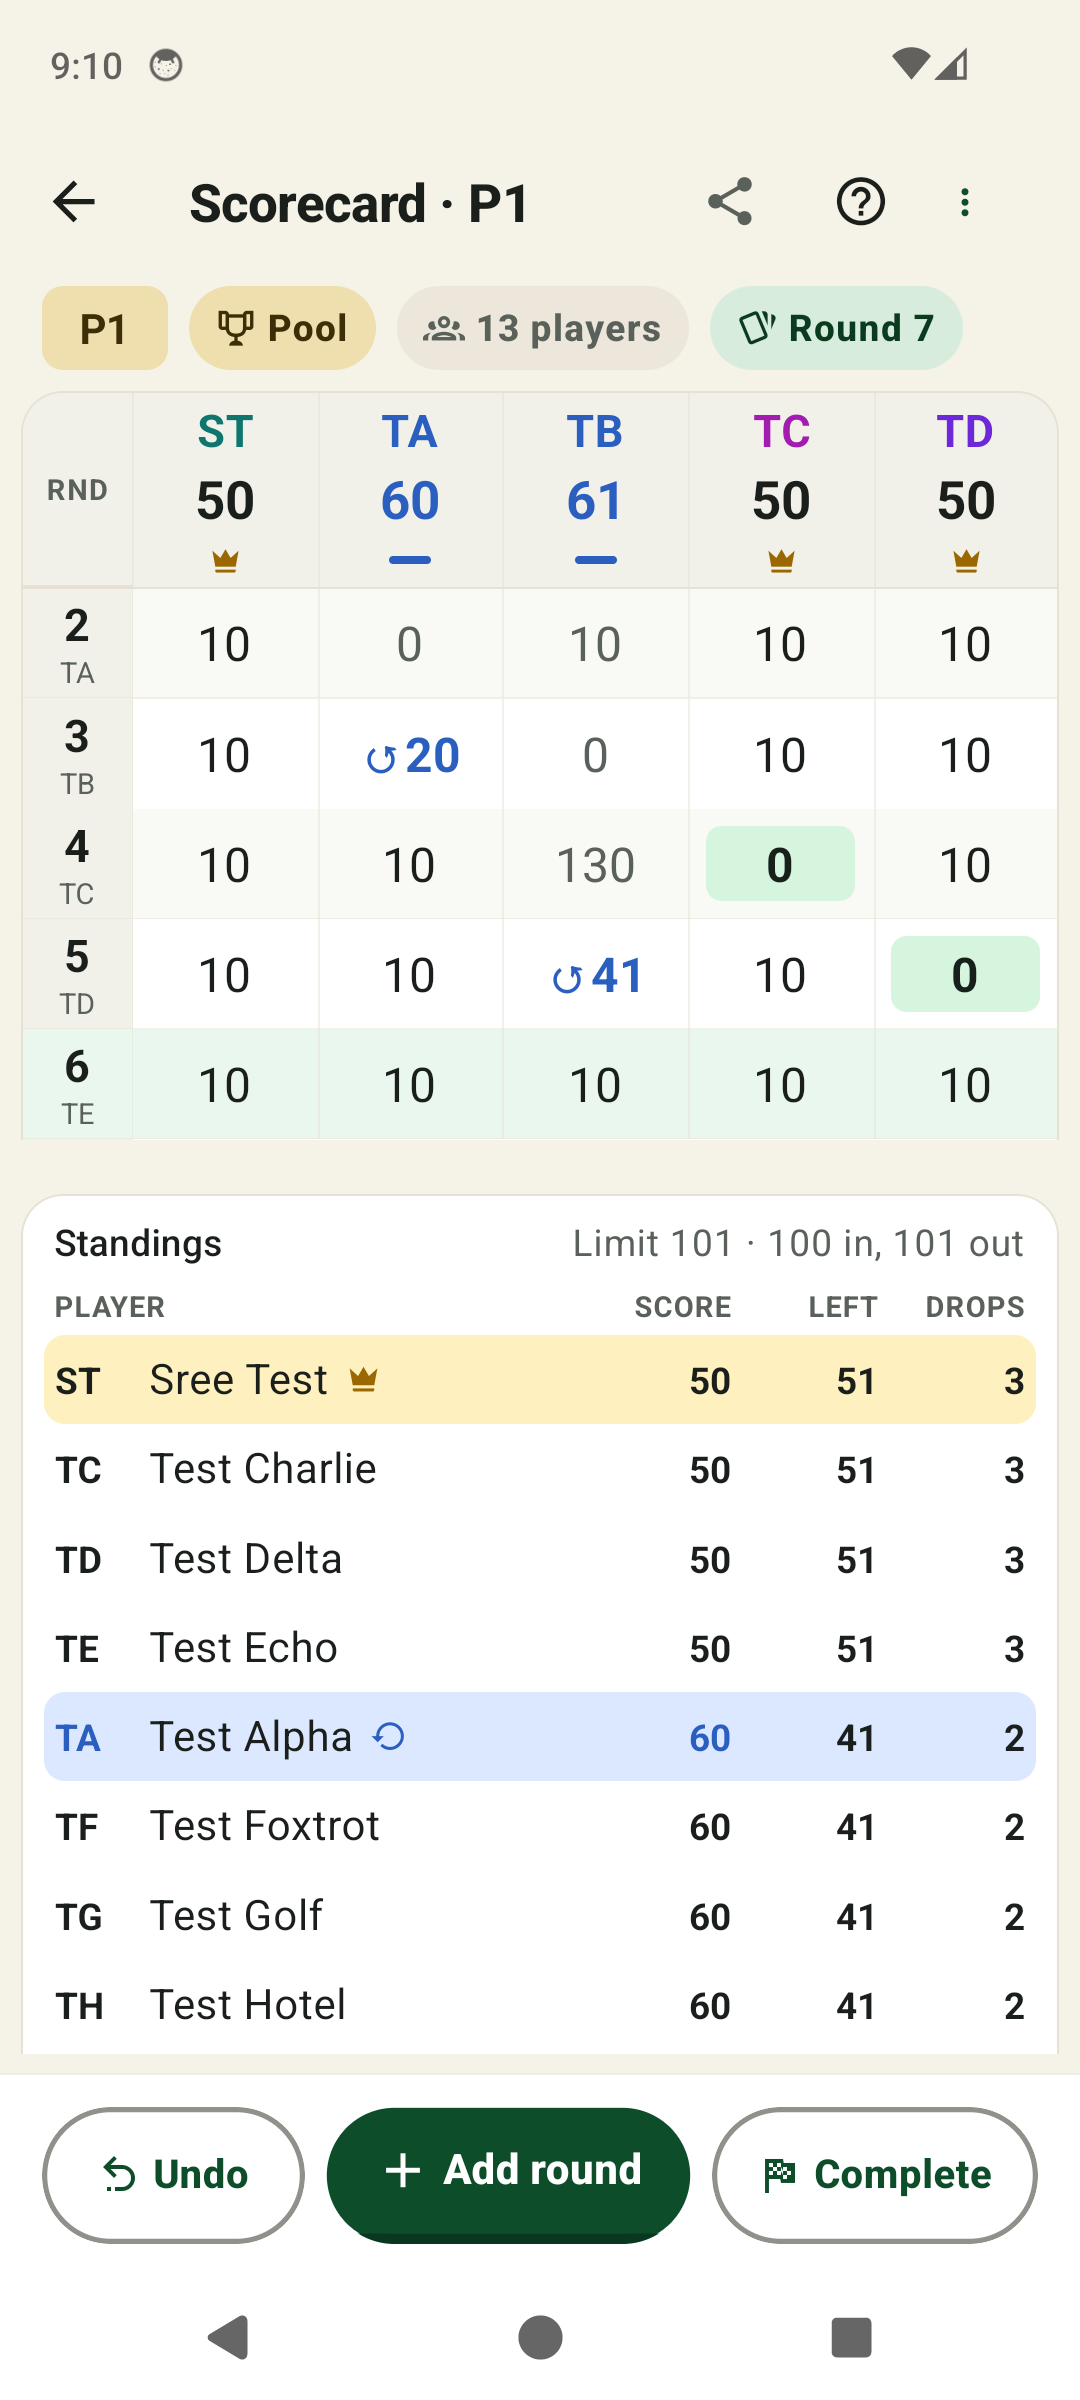 9:10
Scorecard · P1
P1 Pool 13 players Round 7
RND ST TA TB TC TD
50 60 61 50 50
2 TA 10 0 10 10 10
3 TB 10 20 0 10 10
4 TC 10 10 130 0 10
5 TD 10 10 41 10 0
6 TE 10 10 10 10 10
Standings Limit 101 · 100 in, 101 out
PLAYER SCORE LEFT DROPS
ST Sree Test 50 51 3
TC Test Charlie 50 51 3
TD Test Delta 50 51 3
TE Test Echo 50 51 3
TA Test Alpha 60 41 2
TF Test Foxtrot 60 41 2
TG Test Golf 60 41 2
TH Test Hotel 60 41 2
Undo Add round Complete